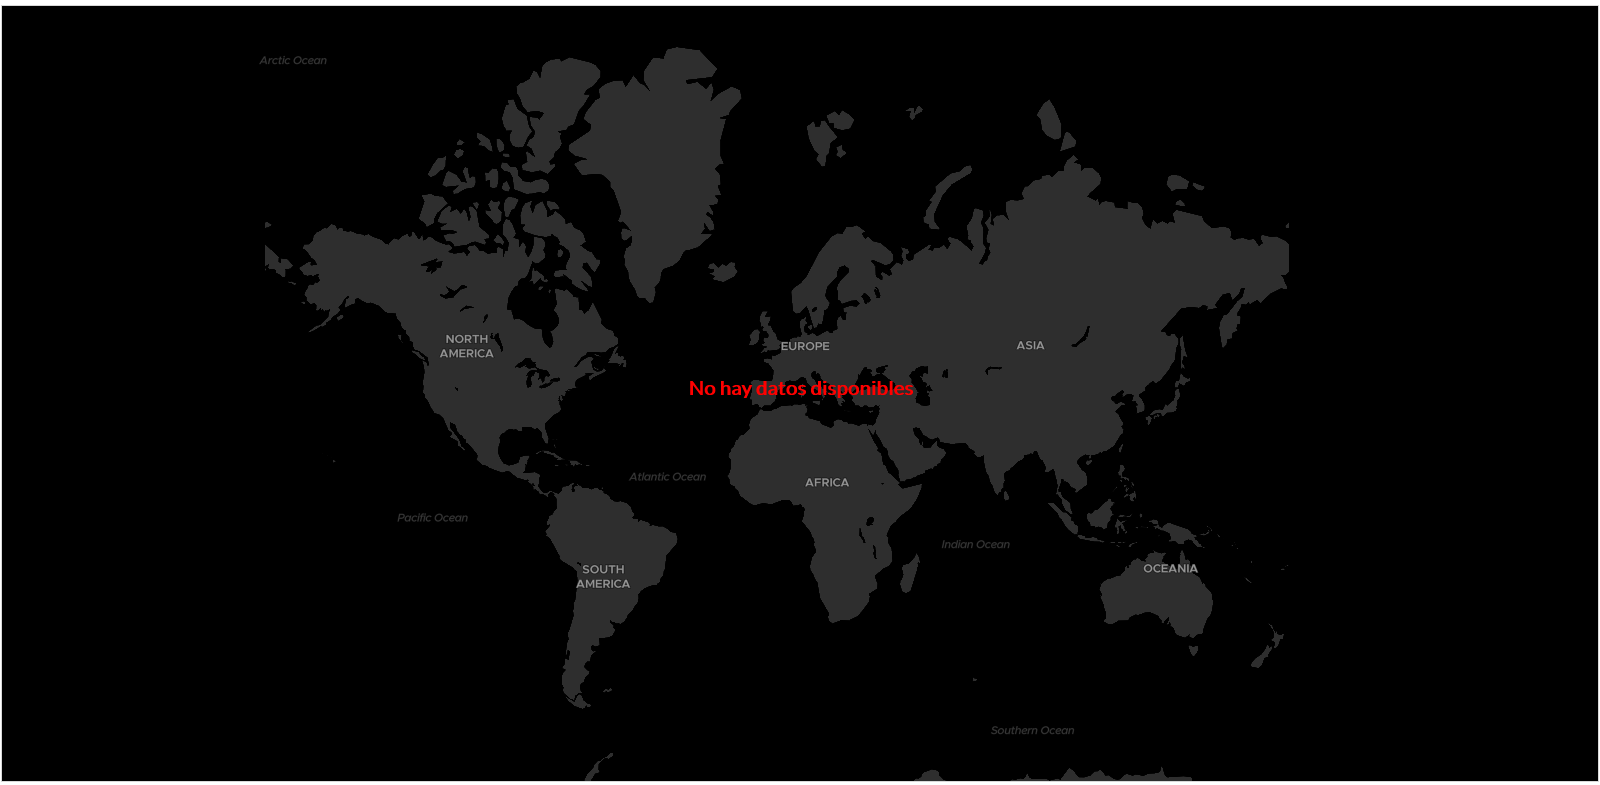 Arctic Ocean
NORTH
AMERICA
EUROPE
ASIA
No hay datos disponibles
Atlantic Ocean
AFRICA
Pacific Ocean
Indian Ocean
SOUTH
AMERICA
OCEANIA
Southern Ocean